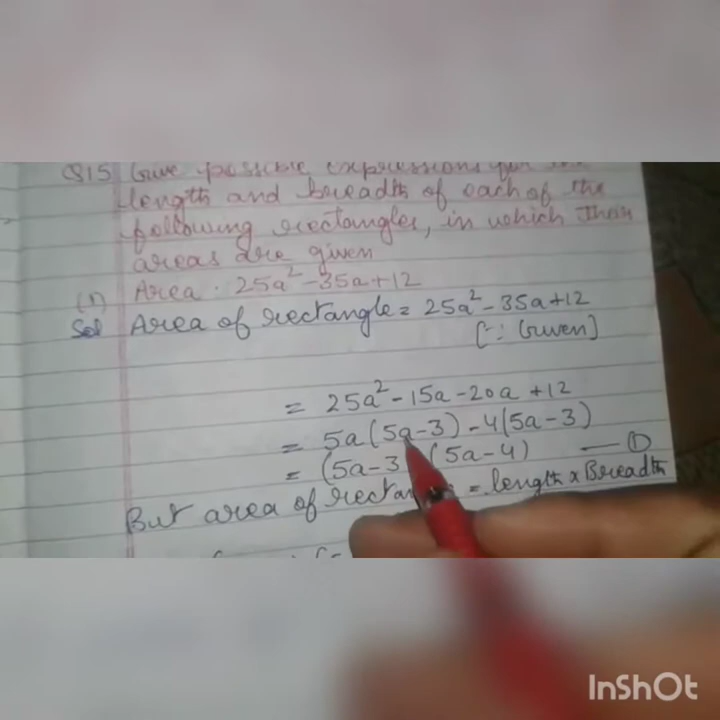 Q15 Give possible expressions for the
length and breadth of each of the
following rectangles, in which their
areas are given
(1) Area · 25a² - 35a + 12
Sol Area of rectangle = 25a² - 35a + 12
[∵ Given]
= 25a² - 15a - 20a + 12
= 5a(5a - 3) - 4(5a - 3)
= (5a - 3) (5a - 4) — ①
But area of = length × Breadth
InShOt